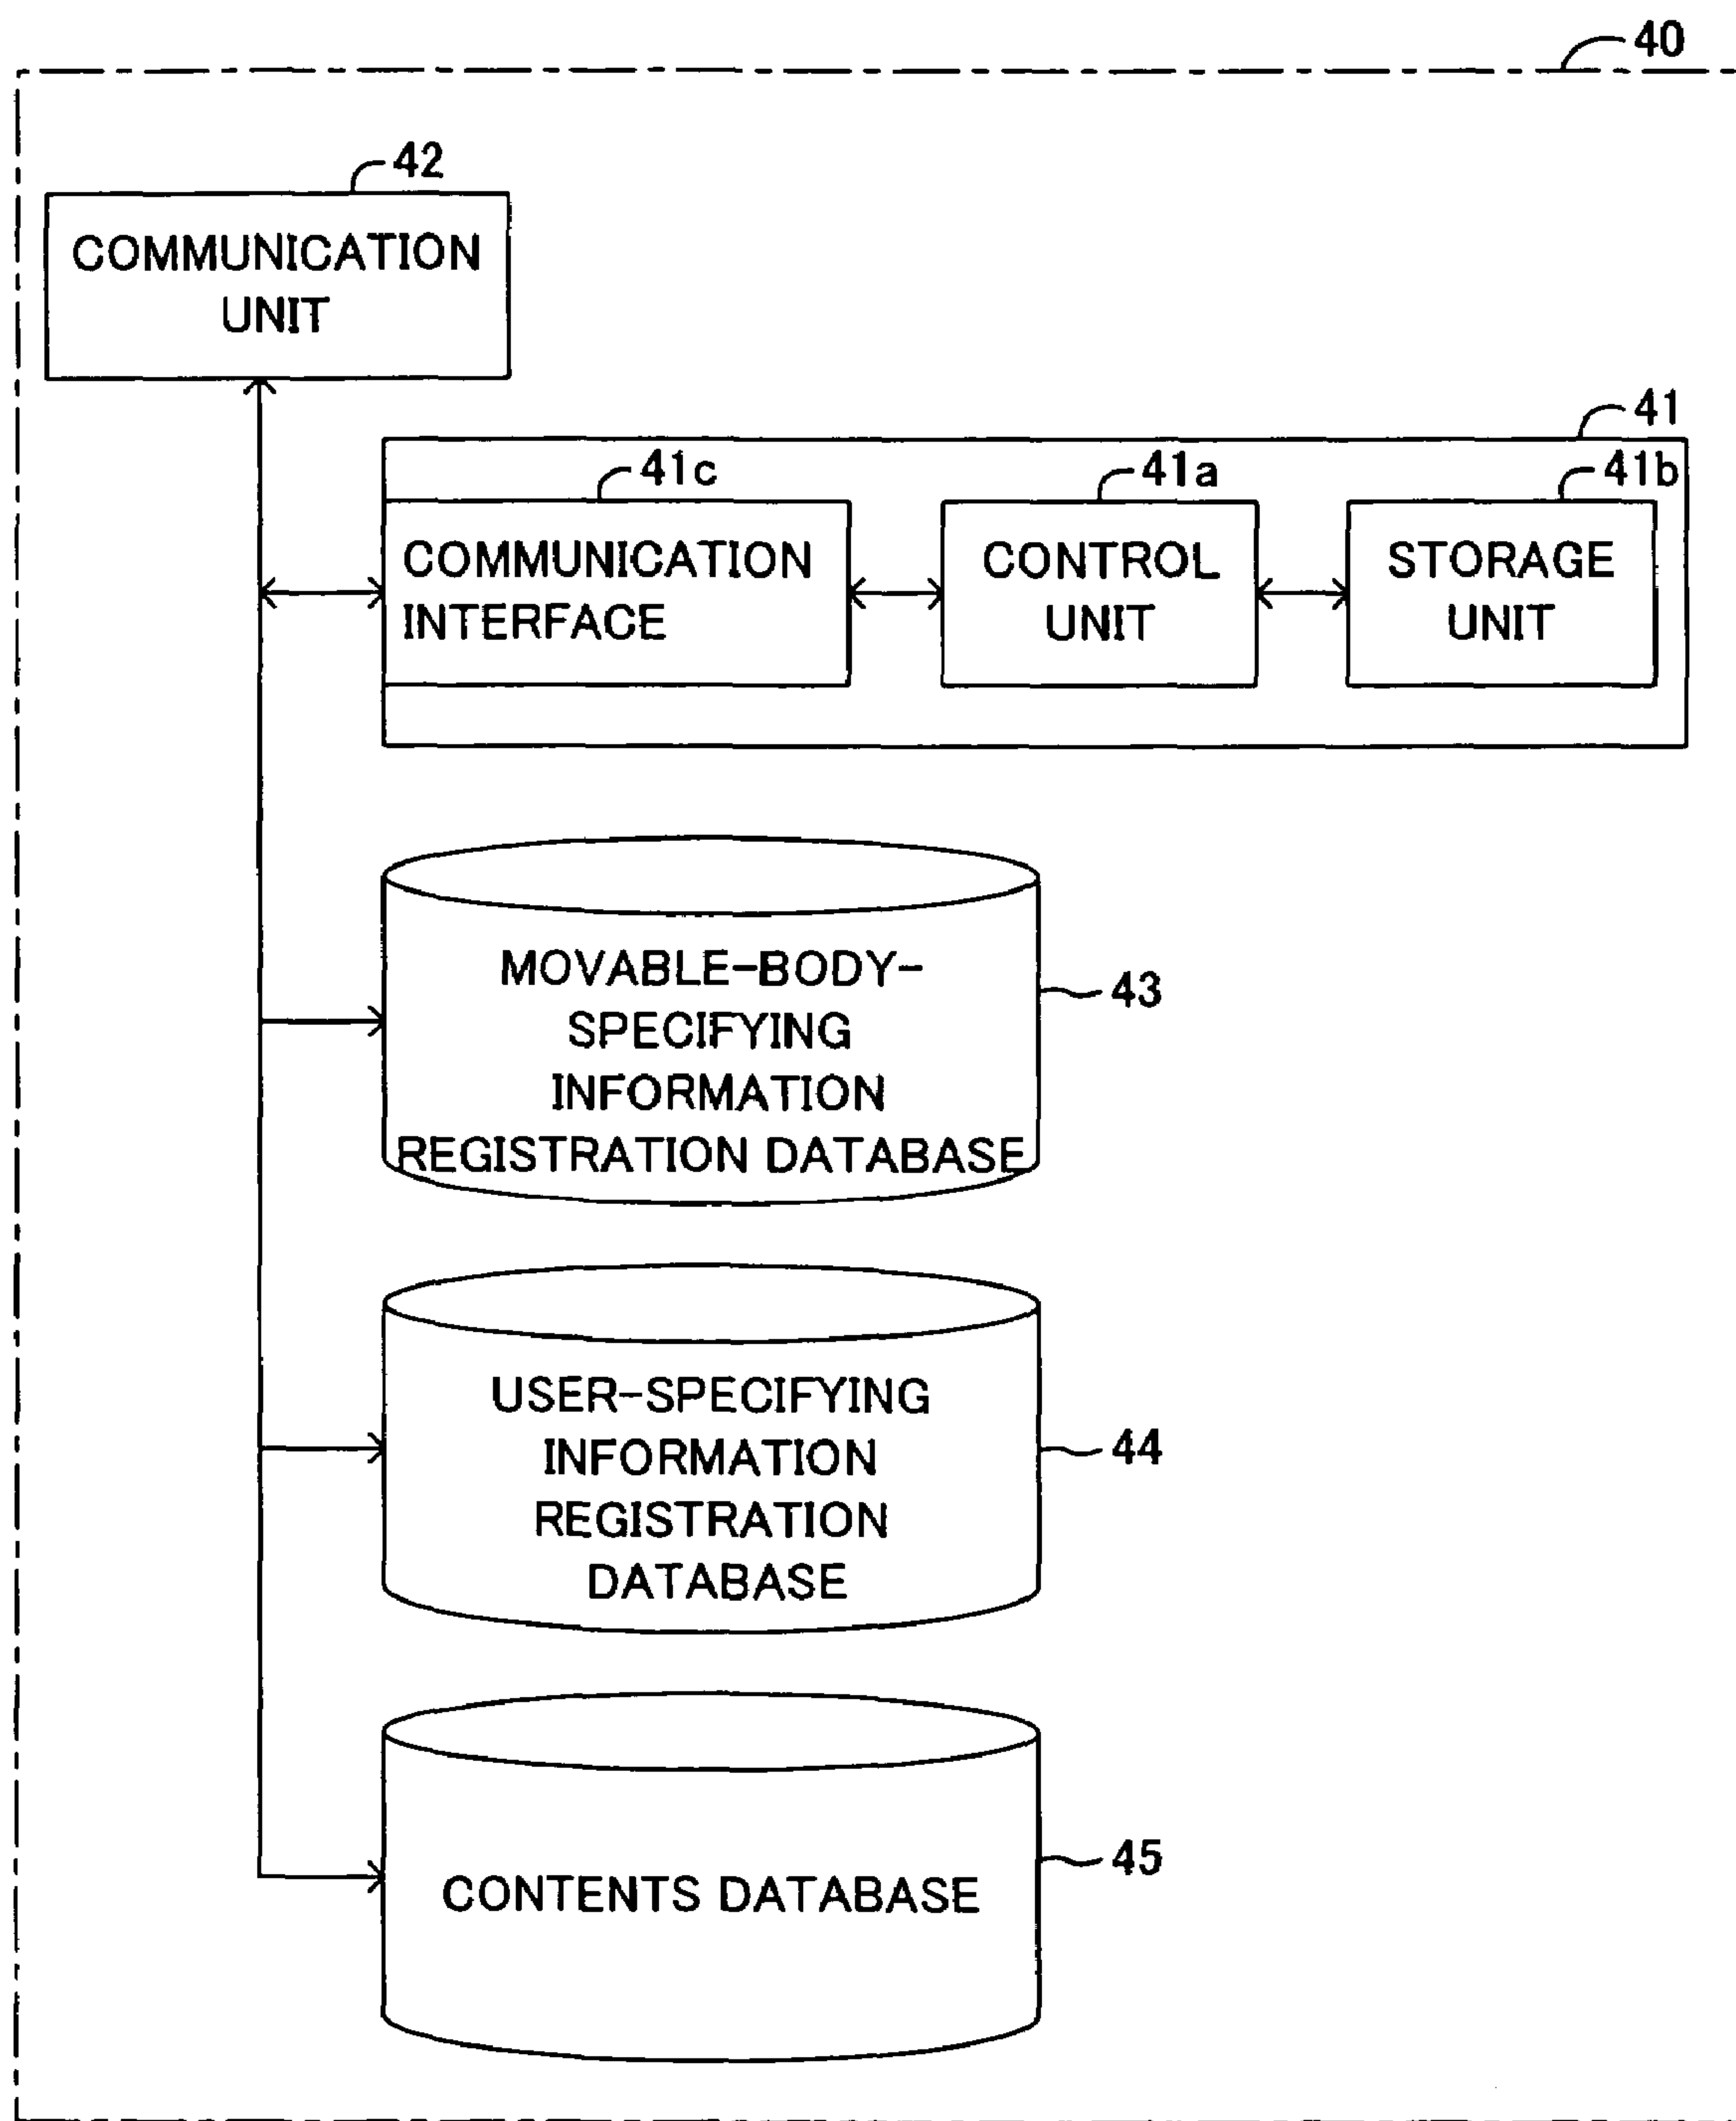 40
42
COMMUNICATION
UNIT
41
41c
41a
41b
COMMUNICATION
INTERFACE
CONTROL
UNIT
STORAGE
UNIT
MOVABLE-BODY-
SPECIFYING
INFORMATION
REGISTRATION DATABASE
43
USER-SPECIFYING
INFORMATION
REGISTRATION
DATABASE
44
CONTENTS DATABASE
45